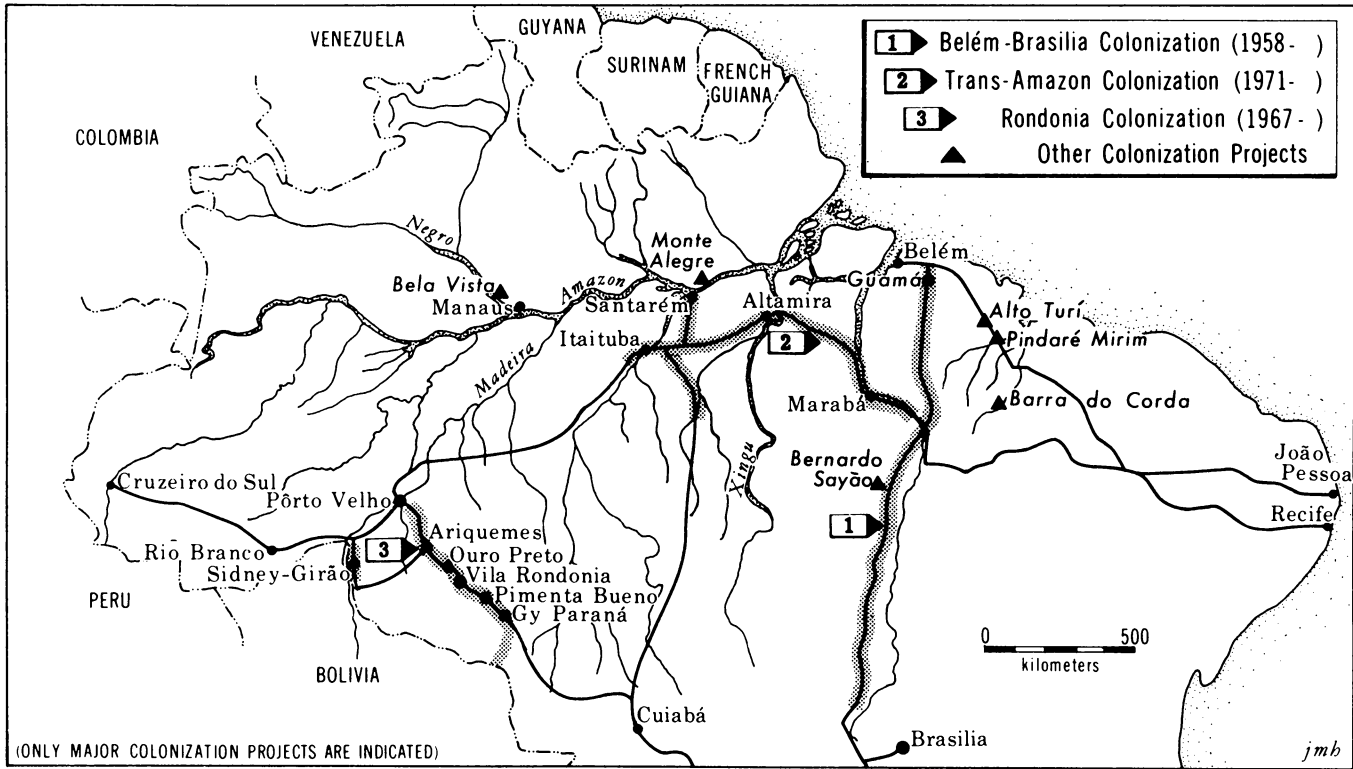 VENEZUELA
GUYANA
SURINAM
FRENCH
GUIANA
COLOMBIA
1 Belém-Brasilia Colonization (1958- )
2 Trans-Amazon Colonization (1971- )
3 Rondonia Colonization (1967- )
Other Colonization Projects
Negro
Bela Vista
Manaus
Amazon
Monte
Alegre
Santarém
Altamira
Belém
Guamá
Itaituba
2
Alto Turí
Pindaré Mirim
Madeira
Marabá
Barra do Corda
Xingu
Bernardo
Sayão
João
Pessoa
Recife
Cruzeiro do Sul
Pôrto Velho
1
Rio Branco
3
Ariquemes
Sidney-Girão
Ouro Preto
Vila Rondonia
Pimenta Bueno
Gy Paraná
PERU
BOLIVIA
0 500
kilometers
Cuiabá
Brasilia
(ONLY MAJOR COLONIZATION PROJECTS ARE INDICATED)
jmh